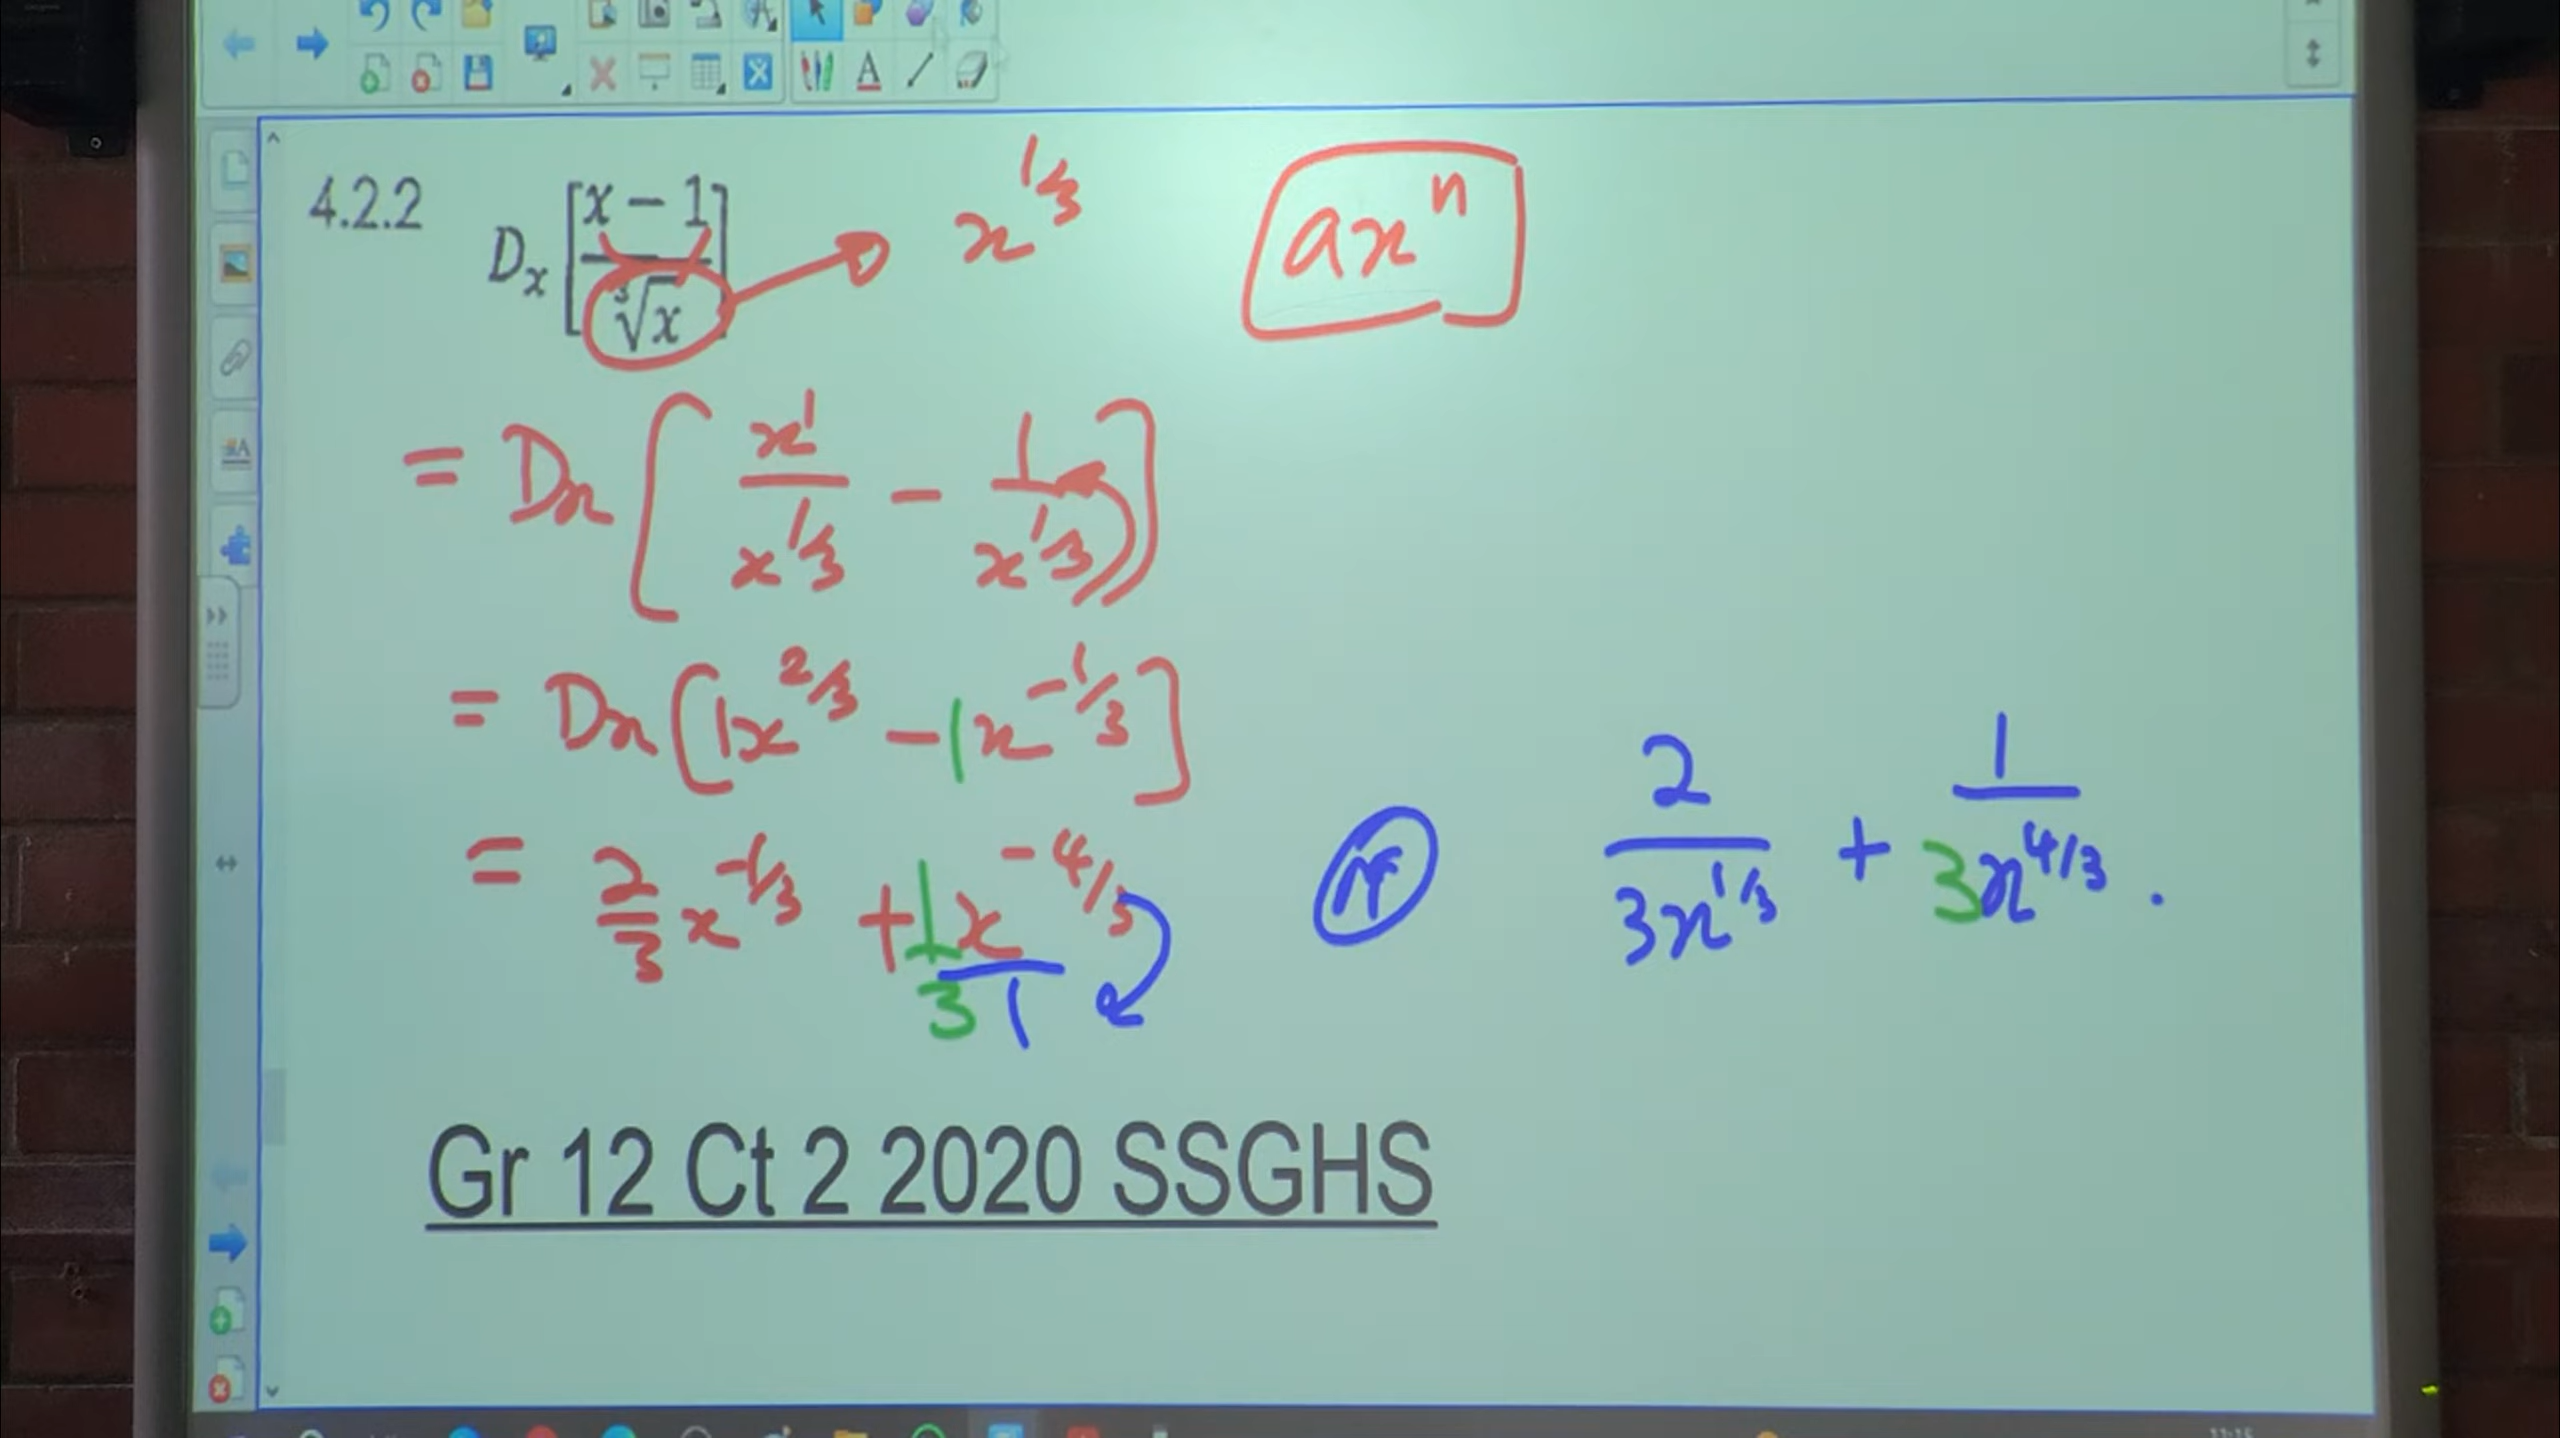 4.2.2 Dx [x − 1 / ∛x] x^1/3 ax^n
= Dx [x^1 / x^1/3 − 1 / x^1/3]
= Dx [1x^2/3 − 1x^-1/3]
= 2/3 x^-1/3 + 1/3 x^-4/3 / 1 2 / 3x^1/3 + 1 / 3x^4/3 .
Gr 12 Ct 2 2020 SSGHS